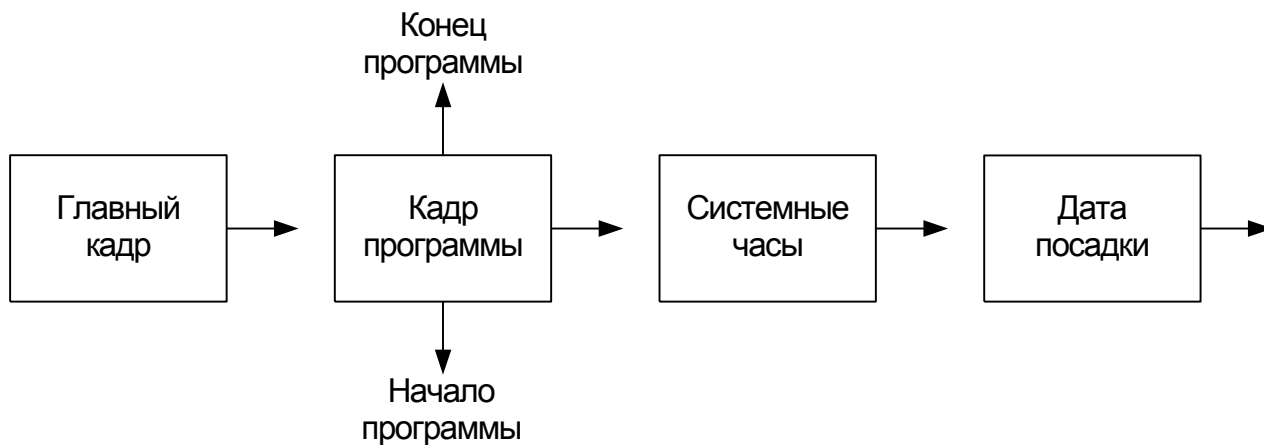 Конец
программы
Главный
кадр
Кадр
программы
Системные
часы
Дата
посадки
Начало
программы